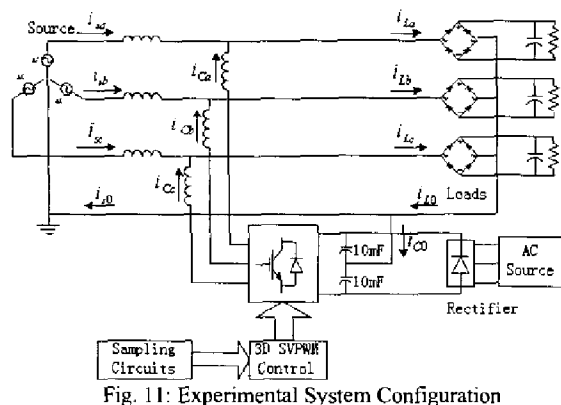 Source
i_sa
i_La
i_Ca
i_sb
i_Lb
i_Cb
i_sc
i_Lc
i_Cc
Loads
i_s0
i_L0
i_C0
10mF
10mF
AC
Source
Rectifier
Sampling
Circuits
3D SVPWM
Control
Fig. 11: Experimental System Configuration